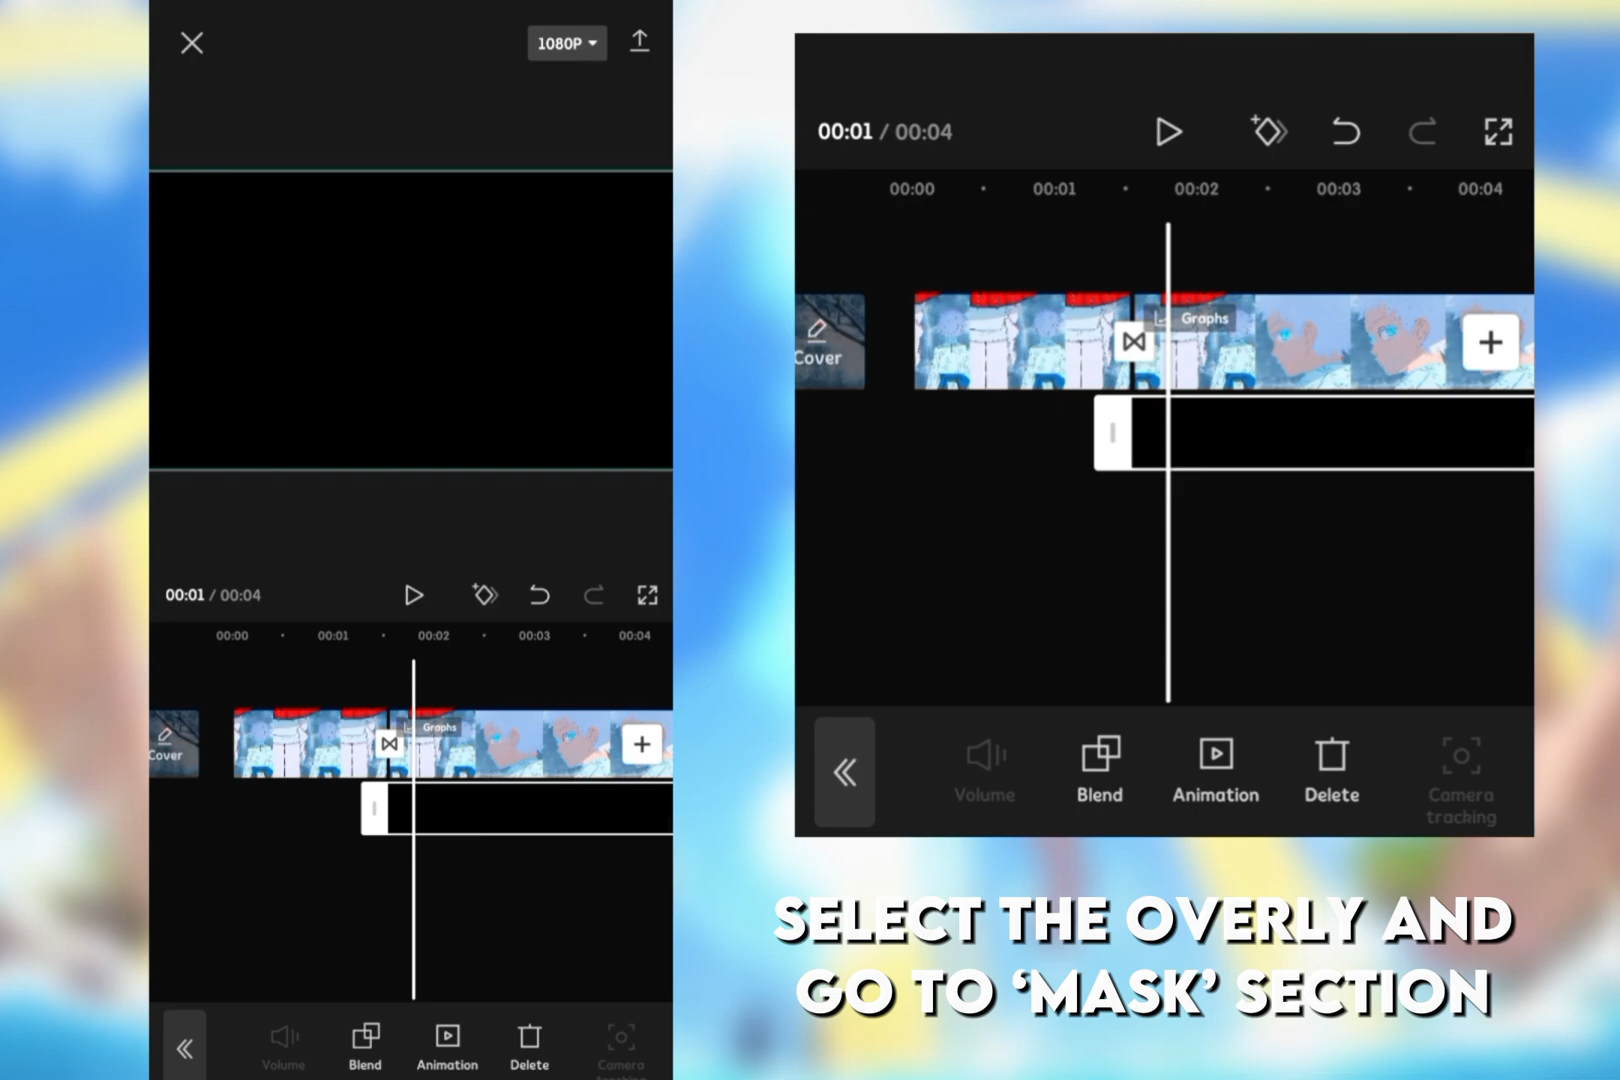 1080P
00:01 / 00:04
00:00 00:01 00:02 00:03 00:04
Cover
Graphs
Volume
Blend
Animation
Delete
Camera
tracking
00:01 / 00:04
00:00 00:01 00:02 00:03 00:04
Cover
Graphs
Volume
Blend
Animation
Delete
Camera
tracking
SELECT THE OVERLY AND
GO TO ‘MASK’ SECTION